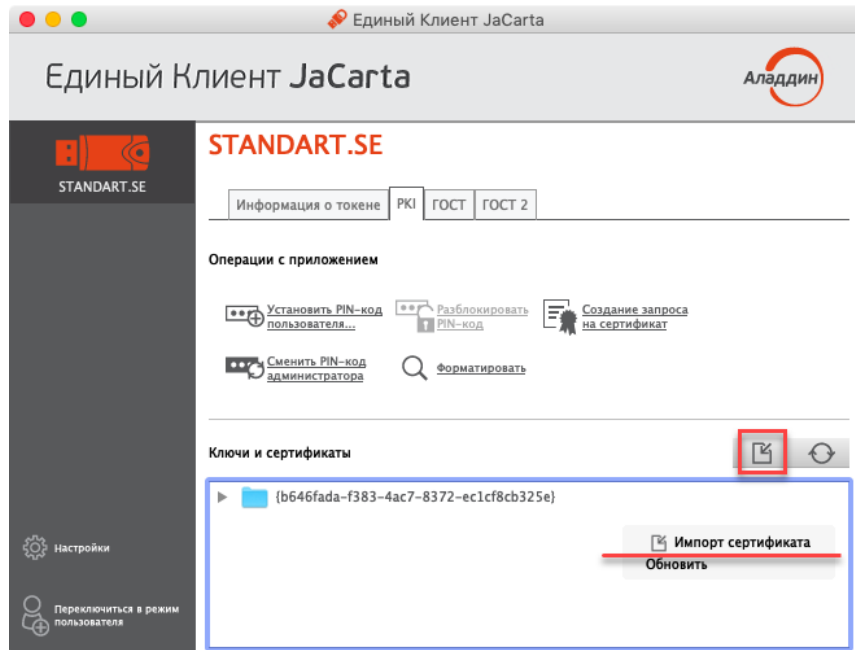 Единый Клиент JaCarta
Единый Клиент JaCarta
Аладдин
STANDART.SE
STANDART.SE
Информация о токене
PKI
ГОСТ
ГОСТ 2
Операции с приложением
Установить PIN-код
пользователя...
Разблокировать
PIN-код
Создание запроса
на сертификат
Сменить PIN-код
администратора
Форматировать
Ключи и сертификаты
{b646fada-f383-4ac7-8372-ec1cf8cb325e}
Импорт сертификата
Обновить
Настройки
Переключиться в режим
пользователя